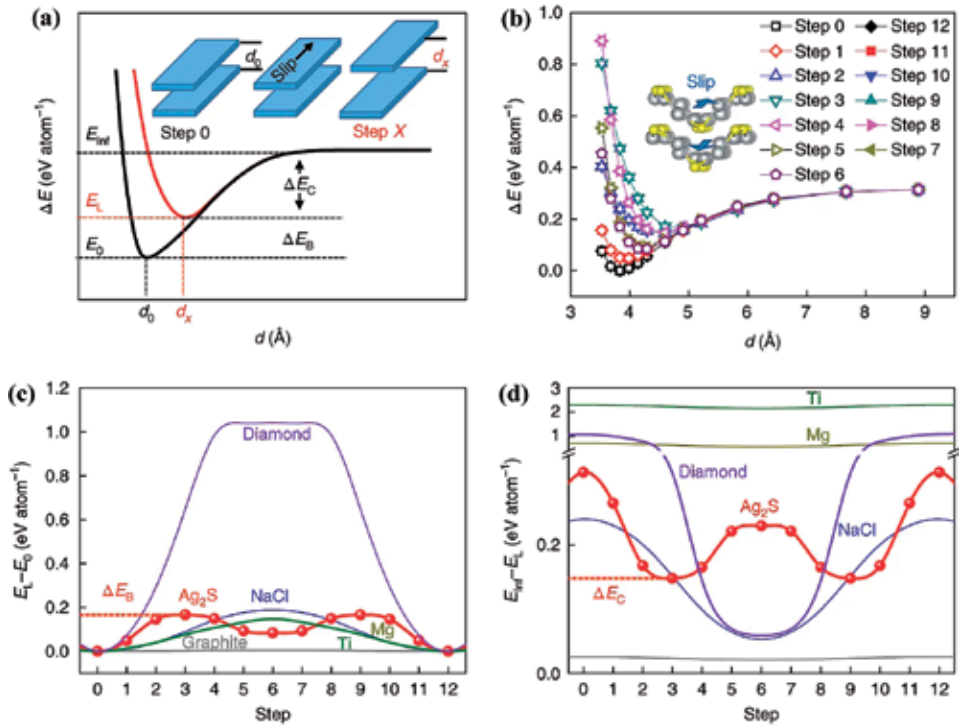 (a)
d₀
Slip
dₓ
Step 0
Step X
E_inf
E_L
E₀
ΔE_C
ΔE_B
d₀
dₓ
ΔE (eV atom⁻¹)
d (Å)
(b)
1.0
0.8
0.6
0.4
0.2
0.0
ΔE (eV atom⁻¹)
Slip
Step 0
Step 1
Step 2
Step 3
Step 4
Step 5
Step 6
Step 12
Step 11
Step 10
Step 9
Step 8
Step 7
3 4 5 6 7 8 9
d (Å)
(c)
1.2
1.0
0.8
0.6
0.4
0.2
0.0
E_L–E₀ (eV atom⁻¹)
Diamond
ΔE_B
Ag₂S
NaCl
Mg
Graphite
Ti
0 1 2 3 4 5 6 7 8 9 10 11 12
Step
(d)
3
2
1
0.2
0.0
E_inf–E_L (eV atom⁻¹)
Ti
Mg
Diamond
Ag₂S
NaCl
ΔE_C
0 1 2 3 4 5 6 7 8 9 10 11 12
Step